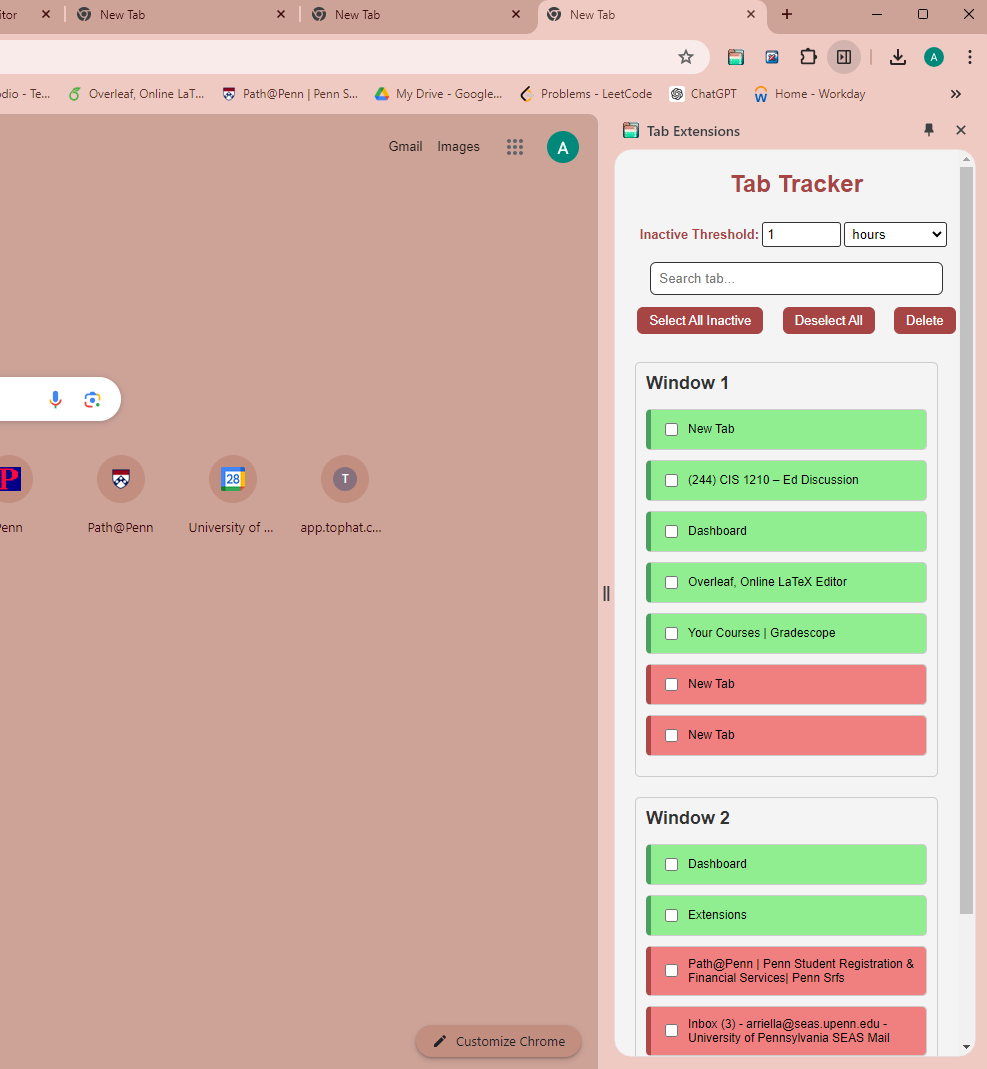 itor
New Tab
New Tab
New Tab
A
dio - Te...
Overleaf, Online LaT...
Path@Penn | Penn S...
My Drive - Google...
Problems - LeetCode
ChatGPT
Home - Workday
Gmail
Images
A
Tab Extensions
Tab Tracker
Inactive Threshold: 1 hours
Search tab...
Select All Inactive
Deselect All
Delete
P
28
T
Penn
Path@Penn
University of ...
app.tophat.c...
Window 1
New Tab
(244) CIS 1210 – Ed Discussion
Dashboard
Overleaf, Online LaTeX Editor
Your Courses | Gradescope
New Tab
New Tab
Window 2
Dashboard
Extensions
Path@Penn | Penn Student Registration &
Financial Services| Penn Srfs
Inbox (3) - arriella@seas.upenn.edu -
University of Pennsylvania SEAS Mail
Customize Chrome